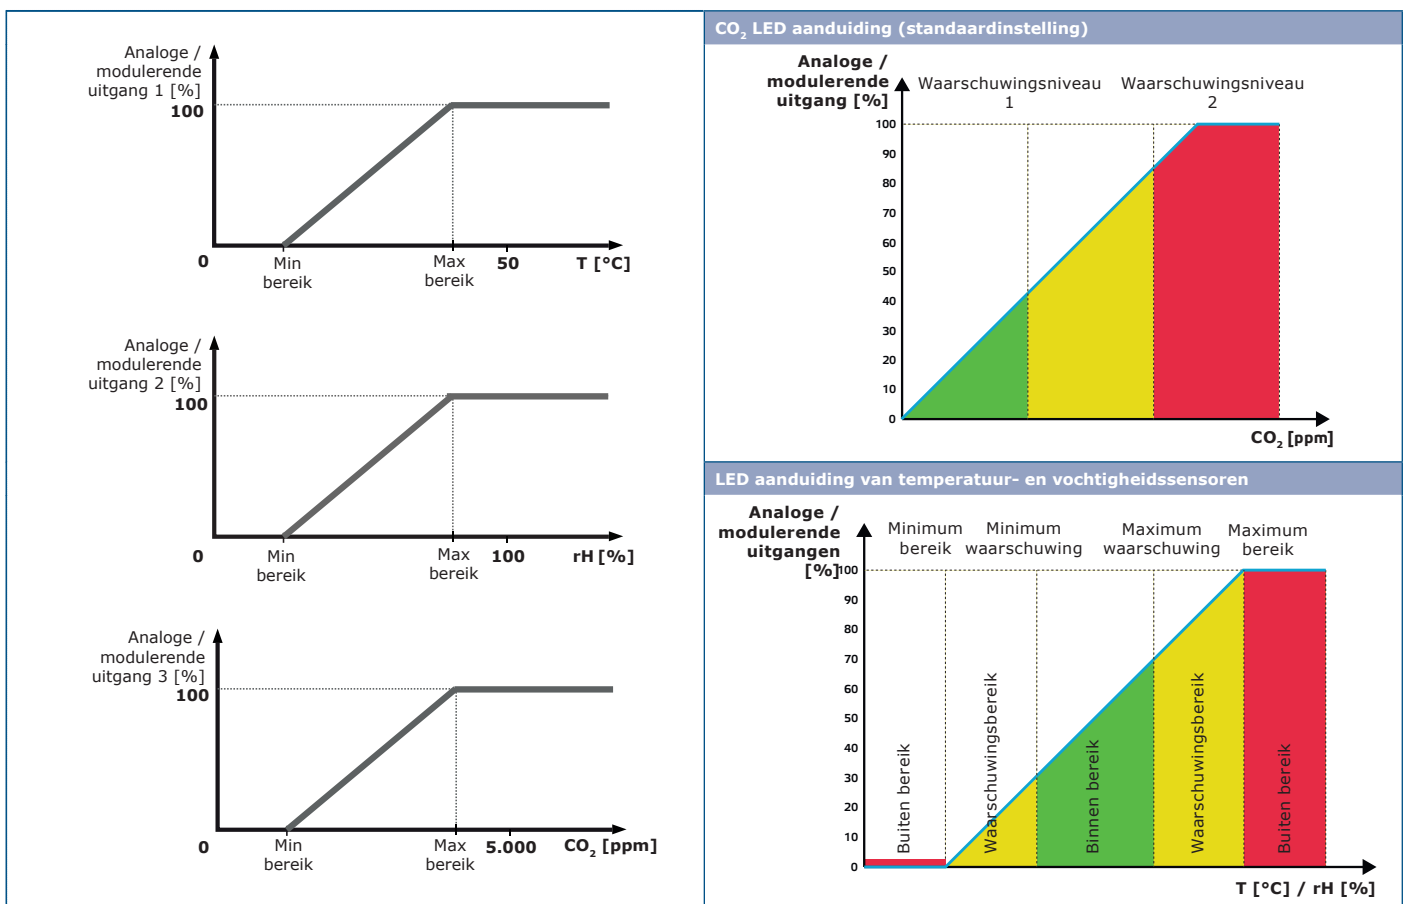 Analoge /
modulerende
uitgang 1 [%]
100
0
Min
bereik
Max
bereik
50
T [°C]
Analoge /
modulerende
uitgang 2 [%]
100
0
Min
bereik
Max
bereik
100
rH [%]
Analoge /
modulerende
uitgang 3 [%]
100
0
Min
bereik
Max
bereik
5.000
CO2 [ppm]
CO2 LED aanduiding (standaardinstelling)
Analoge /
modulerende
uitgang [%]
Waarschuwingsniveau
1
Waarschuwingsniveau
2
100
90
80
70
60
50
40
30
20
10
0
CO2 [ppm]
LED aanduiding van temperatuur- en vochtigheidssensoren
Analoge /
modulerende
uitgangen
[%]
Minimum
bereik
Minimum
waarschuwing
Maximum
waarschuwing
Maximum
bereik
100
90
80
70
60
50
40
30
20
10
0
Buiten bereik
Waarschuwingsbereik
Binnen bereik
Waarschuwingsbereik
Buiten bereik
T [°C] / rH [%]